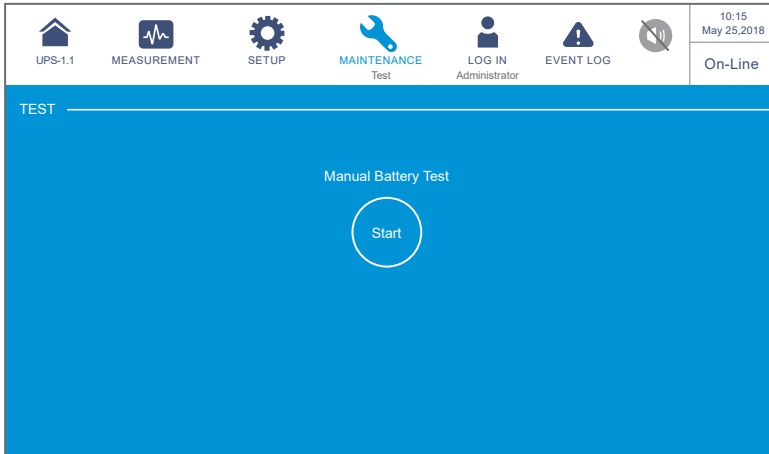 10:15
May 25,2018
UPS-1.1
MEASUREMENT
SETUP
MAINTENANCE
Test
LOG IN
Administrator
EVENT LOG
On-Line
TEST
Manual Battery Test
Start